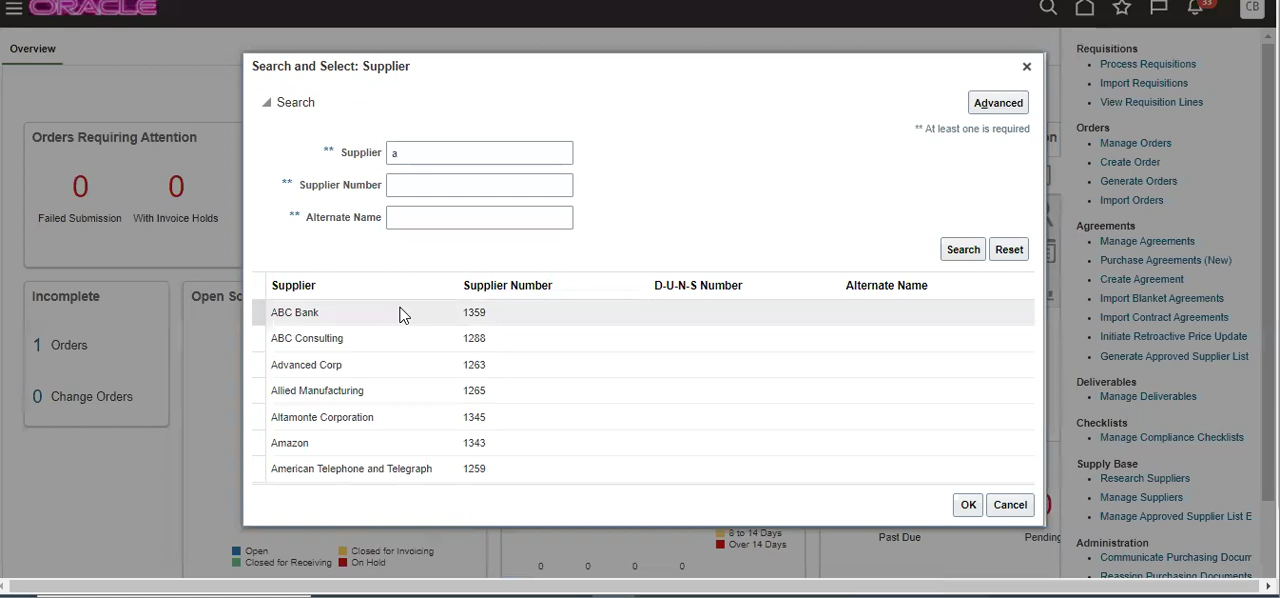 ORACLE
33
CB
Overview
Search and Select: Supplier
×
Search
Advanced
** At least one is required
** Supplier a
** Supplier Number
** Alternate Name
Search Reset
Supplier Supplier Number D-U-N-S Number Alternate Name
ABC Bank 1359
ABC Consulting 1288
Advanced Corp 1263
Allied Manufacturing 1265
Altamonte Corporation 1345
Amazon 1343
American Telephone and Telegraph 1259
OK Cancel
Orders Requiring Attention
0 0
Failed Submission With Invoice Holds
Incomplete
1 Orders
0 Change Orders
Open Sc
Open Closed for Invoicing
Closed for Receiving On Hold
8 to 14 Days
Over 14 Days
0 0 0 0
Past Due Pending
Requisitions
Process Requisitions
Import Requisitions
View Requisition Lines
Orders
Manage Orders
Create Order
Generate Orders
Import Orders
Agreements
Manage Agreements
Purchase Agreements (New)
Create Agreement
Import Blanket Agreements
Import Contract Agreements
Initiate Retroactive Price Update
Generate Approved Supplier List
Deliverables
Manage Deliverables
Checklists
Manage Compliance Checklists
Supply Base
Research Suppliers
Manage Suppliers
Manage Approved Supplier List E
Administration
Communicate Purchasing Docum
Reassign Purchasing Documents